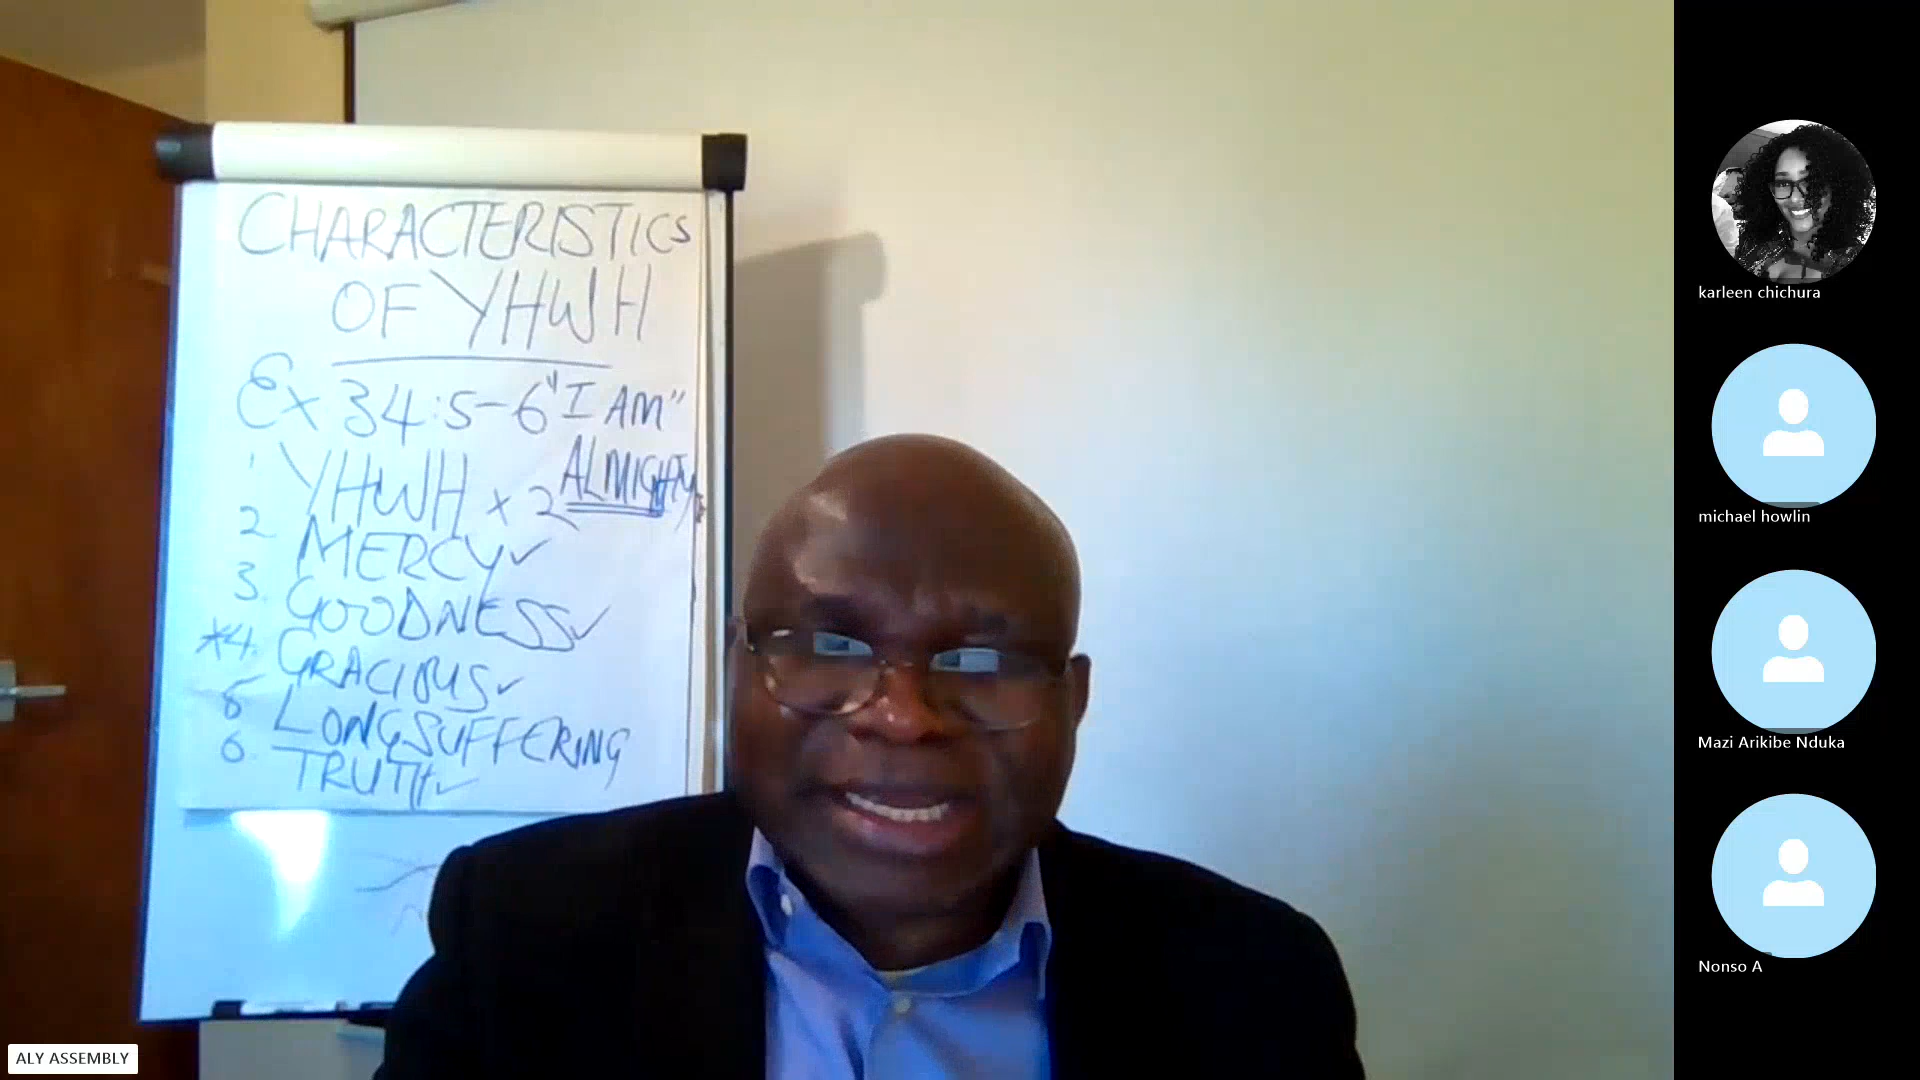 CHARACTERISTICS
OF YHWH
Ex 34:5-6 "I AM"
1 YHWH x 2 ALMIGHTY
2 MERCY ✓
3. GOODNESS ✓
*4. GRACIOUS ✓
5 LONGSUFFERING
6. TRUTH ✓
ALY ASSEMBLY
karleen chichura
michael howlin
Mazi Arikibe Nduka
Nonso A